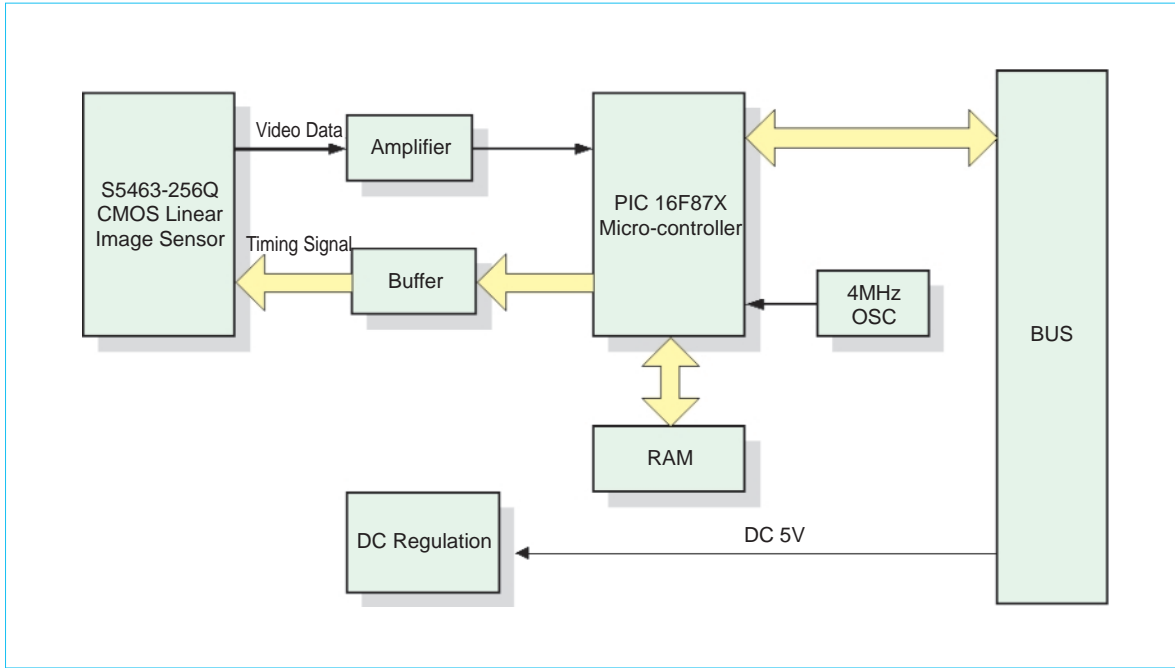 S5463-256Q
CMOS Linear
Image Sensor
Video Data
Amplifier
Timing Signal
Buffer
PIC 16F87X
Micro-controller
4MHz
OSC
BUS
RAM
DC Regulation
DC 5V